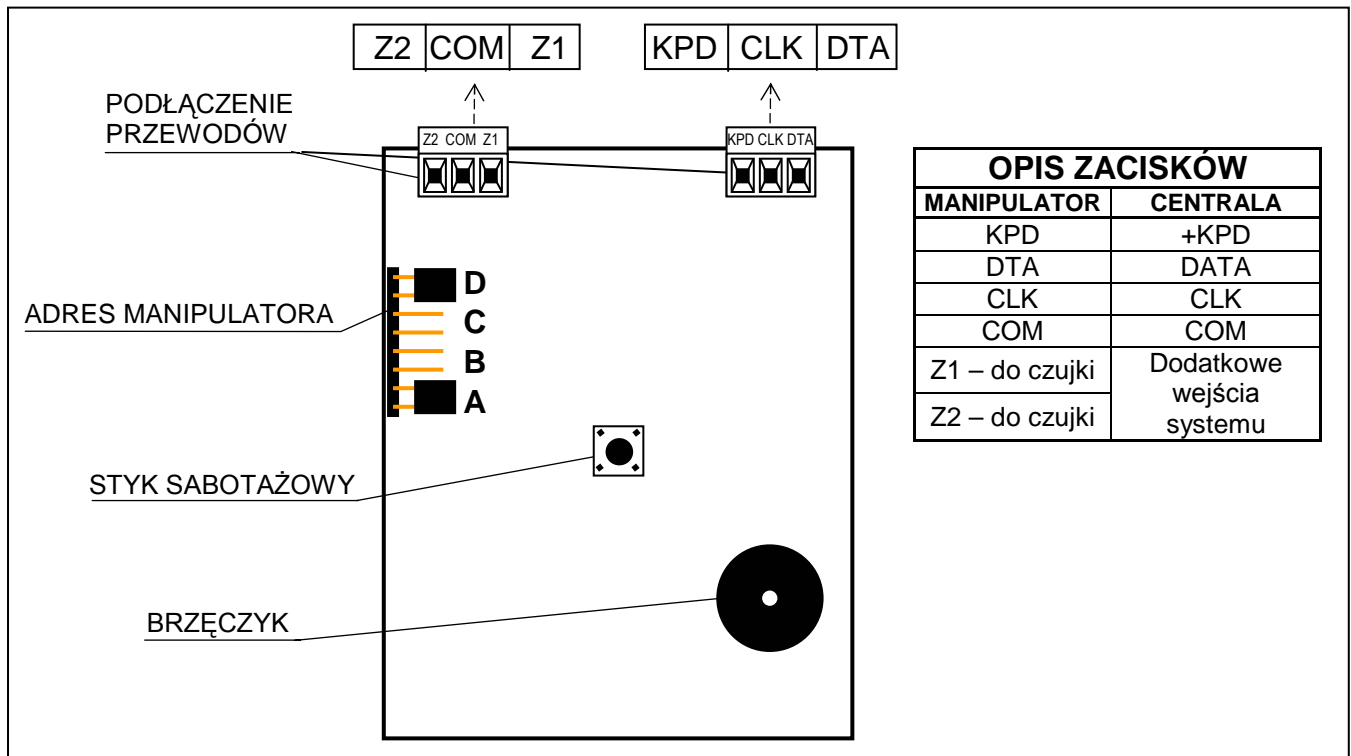 Z2 COM Z1
KPD CLK DTA
PODŁĄCZENIE
PRZEWODÓW
Z2 COM Z1
KPD CLK DTA
OPIS ZACISKÓW
MANIPULATOR CENTRALA
KPD +KPD
DTA DATA
CLK CLK
COM COM
Z1 – do czujki
Z2 – do czujki
Dodatkowe
wejścia
systemu
ADRES MANIPULATORA
D
C
B
A
STYK SABOTAŻOWY
BRZĘCZYK